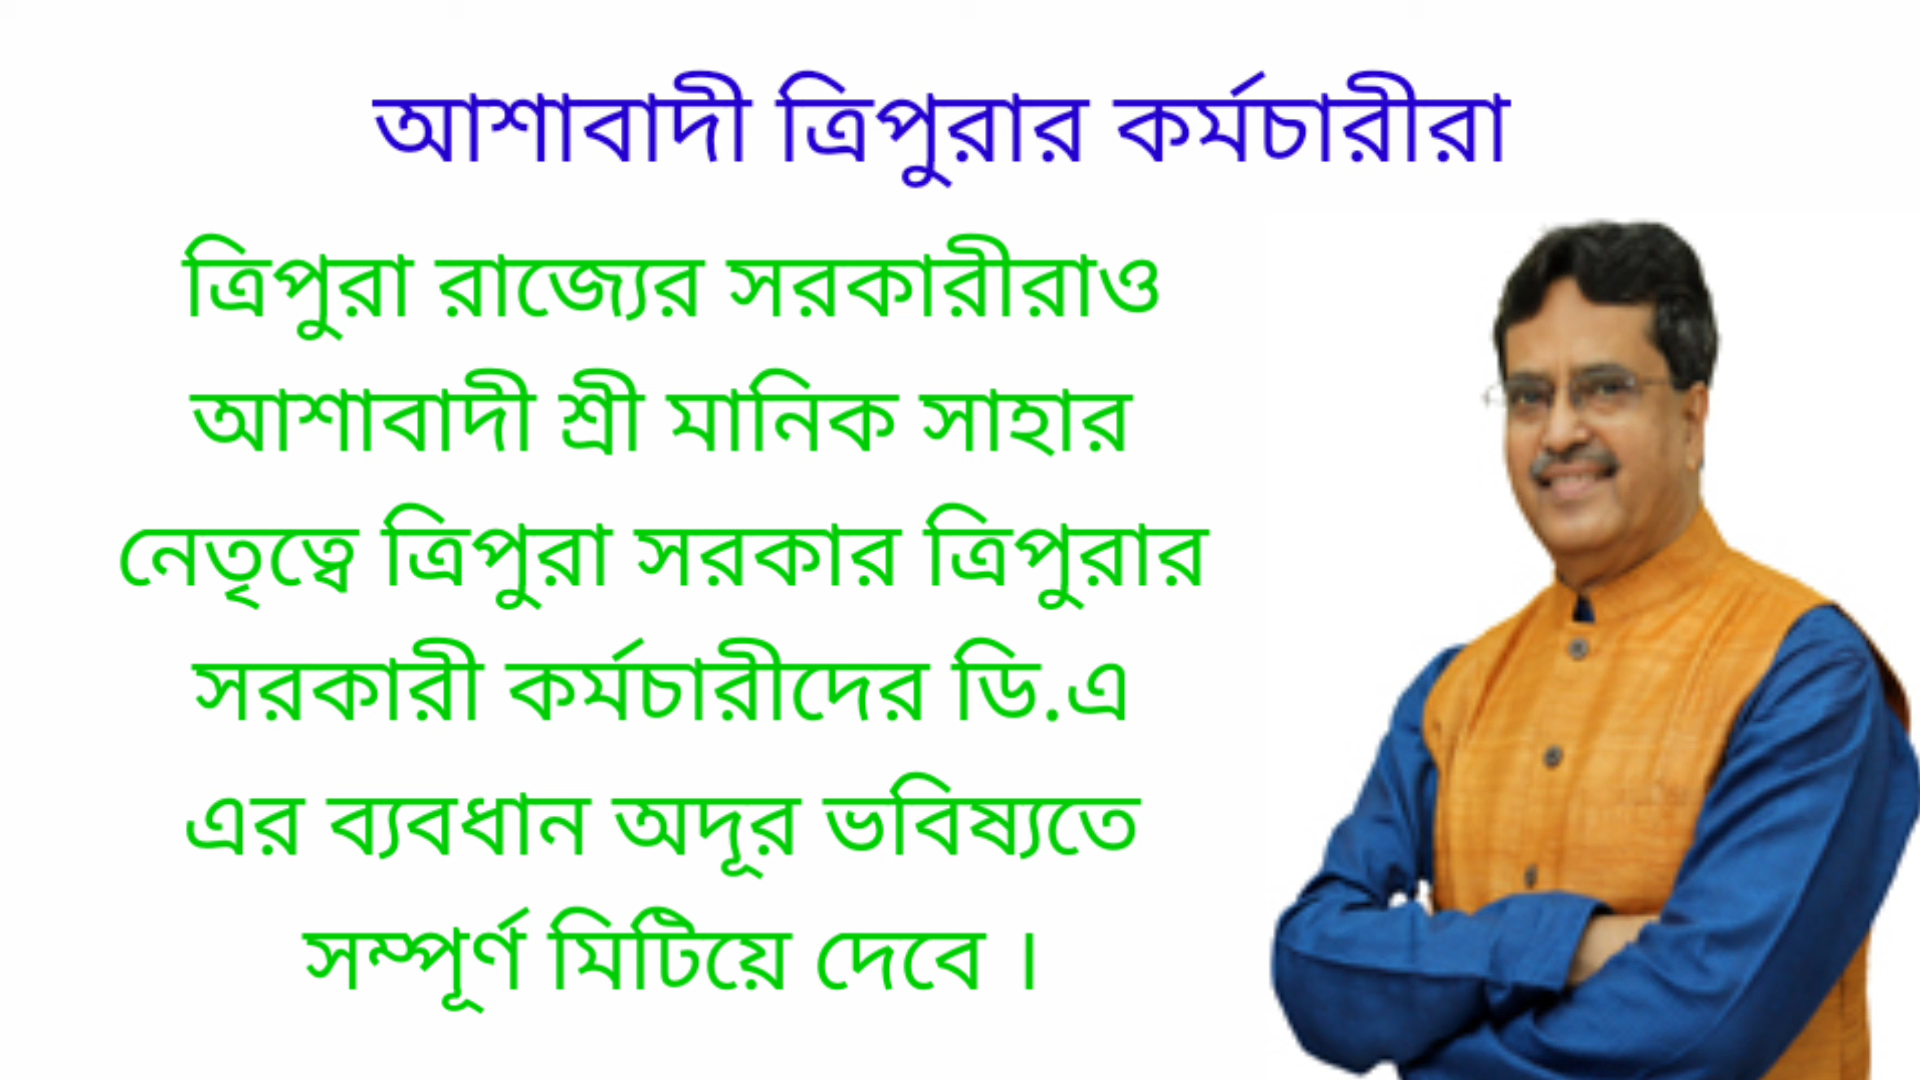 আশাবাদী ত্রিপুরার কর্মচারীরা
ত্রিপুরা রাজ্যের সরকারীরাও
আশাবাদী শ্রী মানিক সাহার
নেতৃত্বে ত্রিপুরা সরকার ত্রিপুরার
সরকারী কর্মচারীদের ডি.এ
এর ব্যবধান অদূর ভবিষ্যতে
সম্পূর্ণ মিটিয়ে দেবে ।